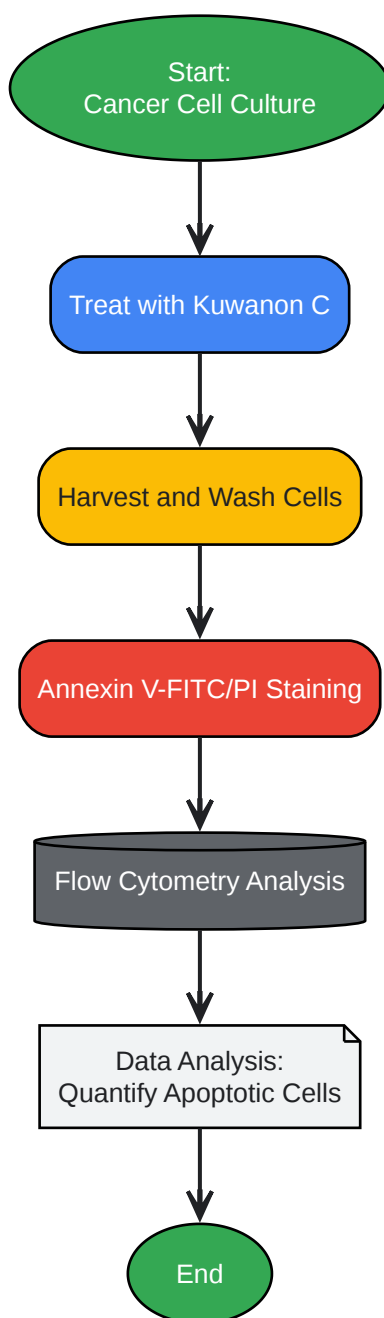 Start:
Cancer Cell Culture
Treat with Kuwanon C
Harvest and Wash Cells
Annexin V-FITC/PI Staining
Flow Cytometry Analysis
Data Analysis:
Quantify Apoptotic Cells
End